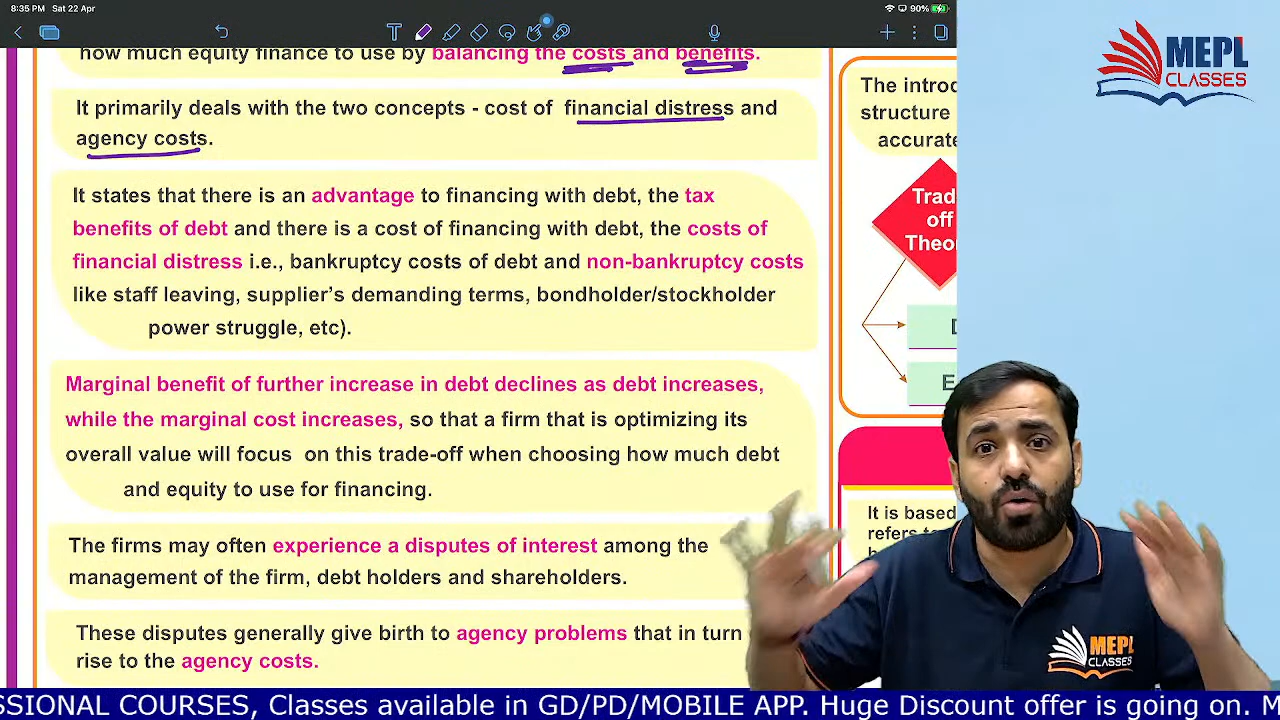 8:35 PM Sat 22 Apr
90%
how much equity finance to use by balancing the costs and benefits.
It primarily deals with the two concepts - cost of financial distress and
agency costs.
It states that there is an advantage to financing with debt, the tax
benefits of debt and there is a cost of financing with debt, the costs of
financial distress i.e., bankruptcy costs of debt and non-bankruptcy costs
like staff leaving, supplier's demanding terms, bondholder/stockholder
power struggle, etc).
Marginal benefit of further increase in debt declines as debt increases,
while the marginal cost increases, so that a firm that is optimizing its
overall value will focus on this trade-off when choosing how much debt
and equity to use for financing.
The firms may often experience a disputes of interest among the
management of the firm, debt holders and shareholders.
These disputes generally give birth to agency problems that in turn
rise to the agency costs.
The introd
structure
accurate
Trad
off
Theor
E
It is based
refers to
MEPL
CLASSES
MEPL
CLASSES
SSIONAL COURSES, Classes available in GD/PD/MOBILE APP. Huge Discount offer is going on. M